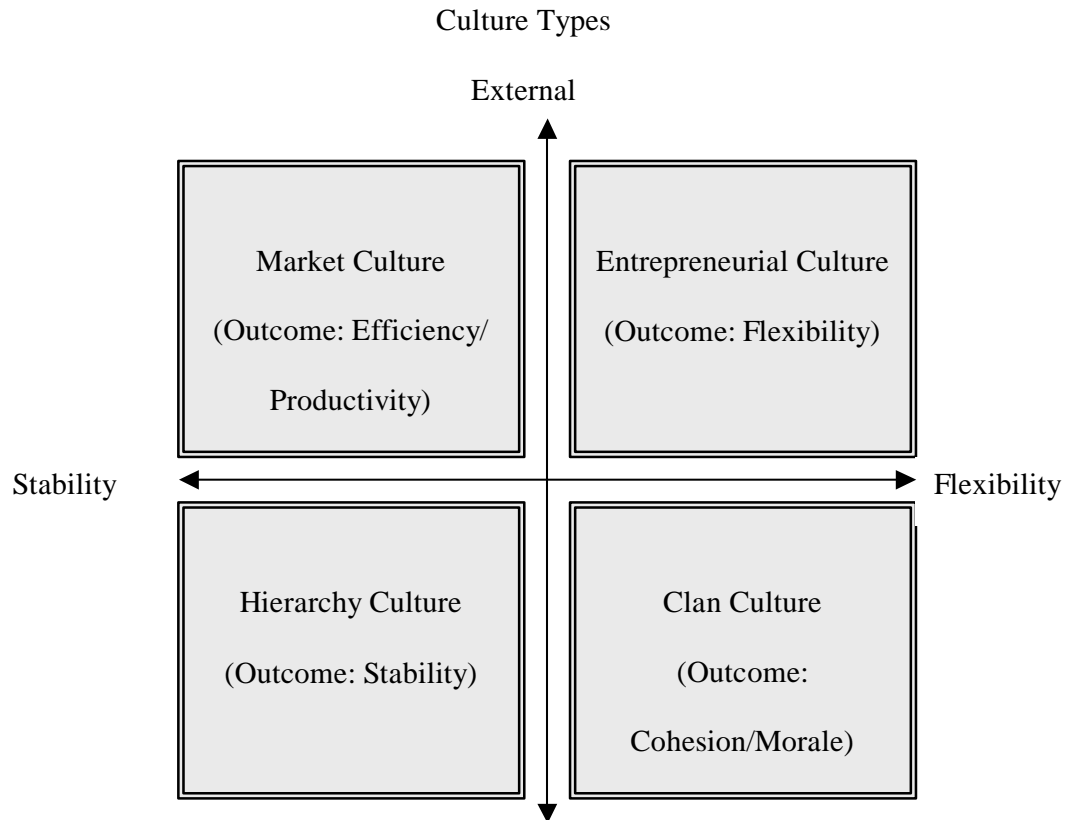 Culture Types
External
Market Culture
(Outcome: Efficiency/
Productivity)
Entrepreneurial Culture
(Outcome: Flexibility)
Stability
Flexibility
Hierarchy Culture
(Outcome: Stability)
Clan Culture
(Outcome:
Cohesion/Morale)